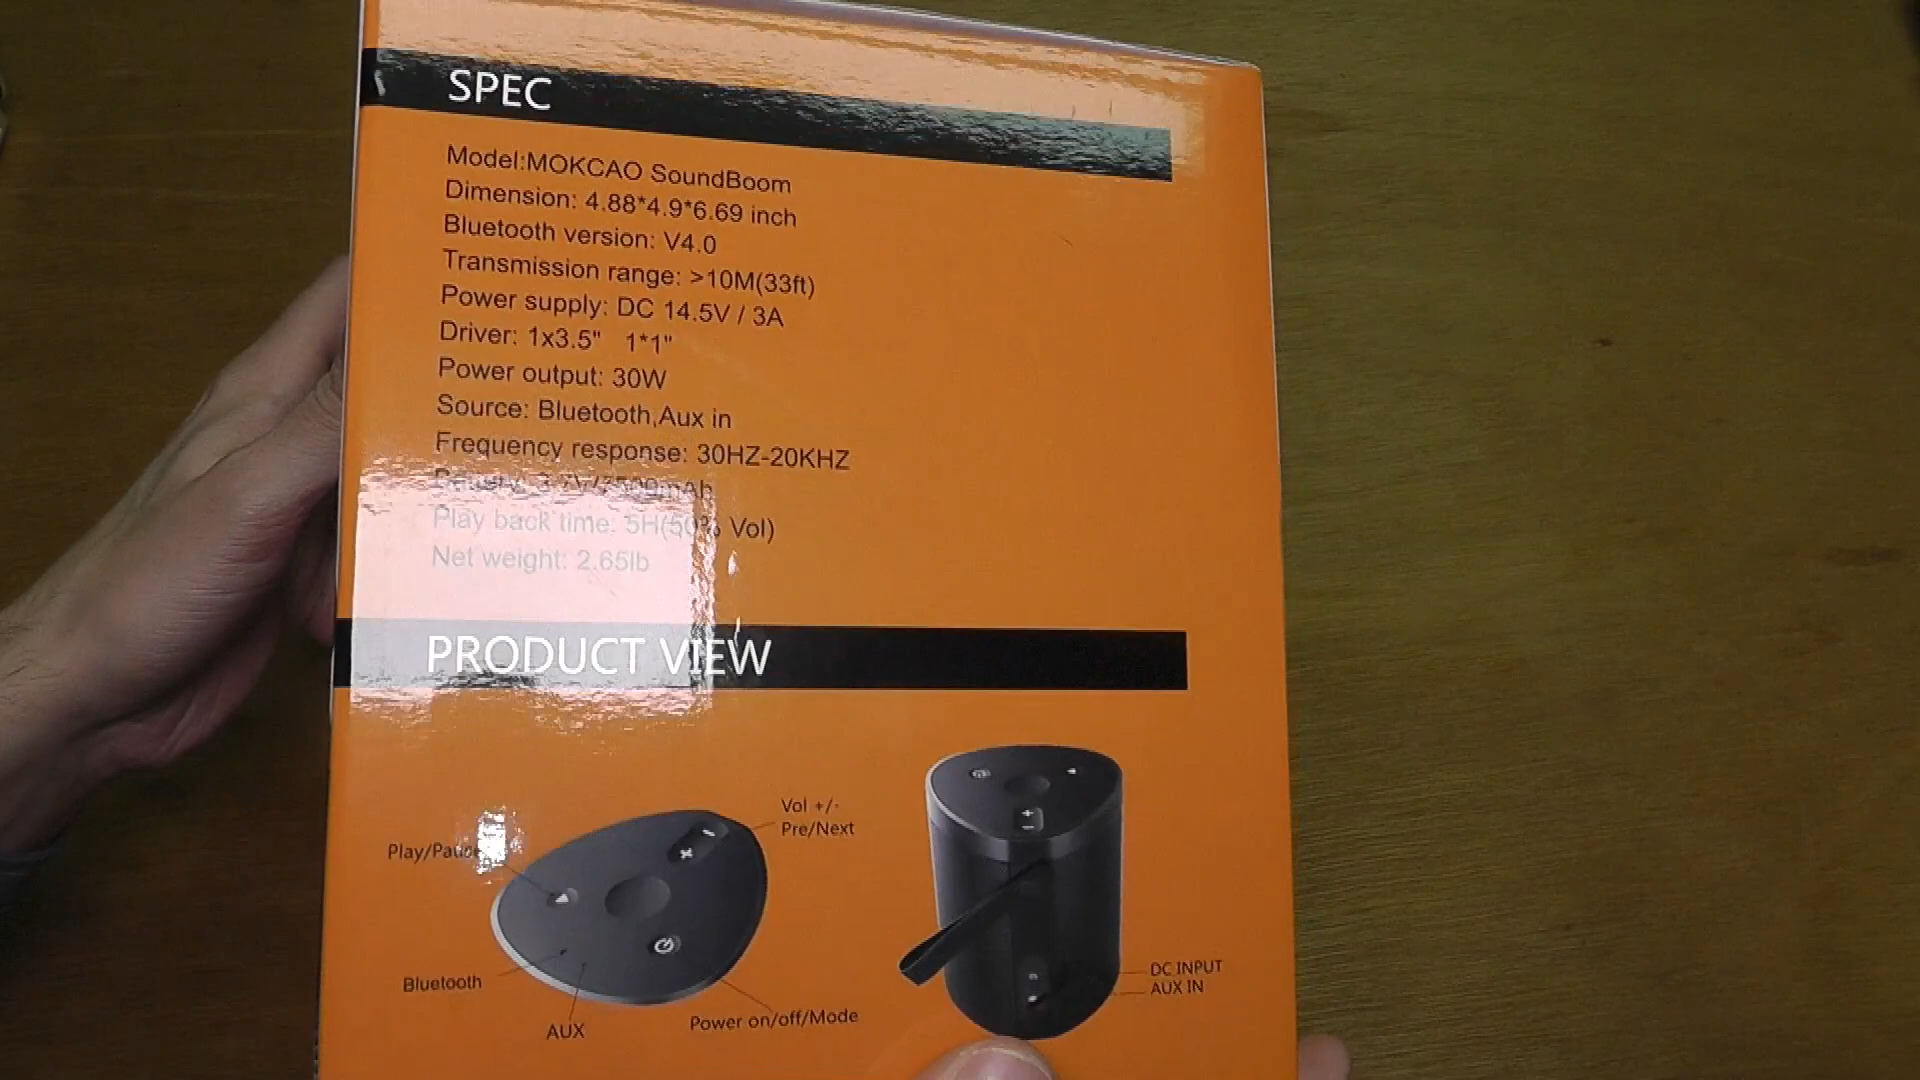 SPEC
Model:MOKCAO SoundBoom
Dimension: 4.88*4.9*6.69 inch
Bluetooth version: V4.0
Transmission range: >10M(33ft)
Power supply: DC 14.5V / 3A
Driver: 1x3.5" 1*1"
Power output: 30W
Source: Bluetooth,Aux in
Frequency response: 30HZ-20KHZ
Battery:
Play back time: 5H(50% Vol)
Net weight: 2.65lb
PRODUCT VIEW
Vol +/-
Pre/Next
Play/Pause
Bluetooth
AUX
Power on/off/Mode
DC INPUT
AUX IN